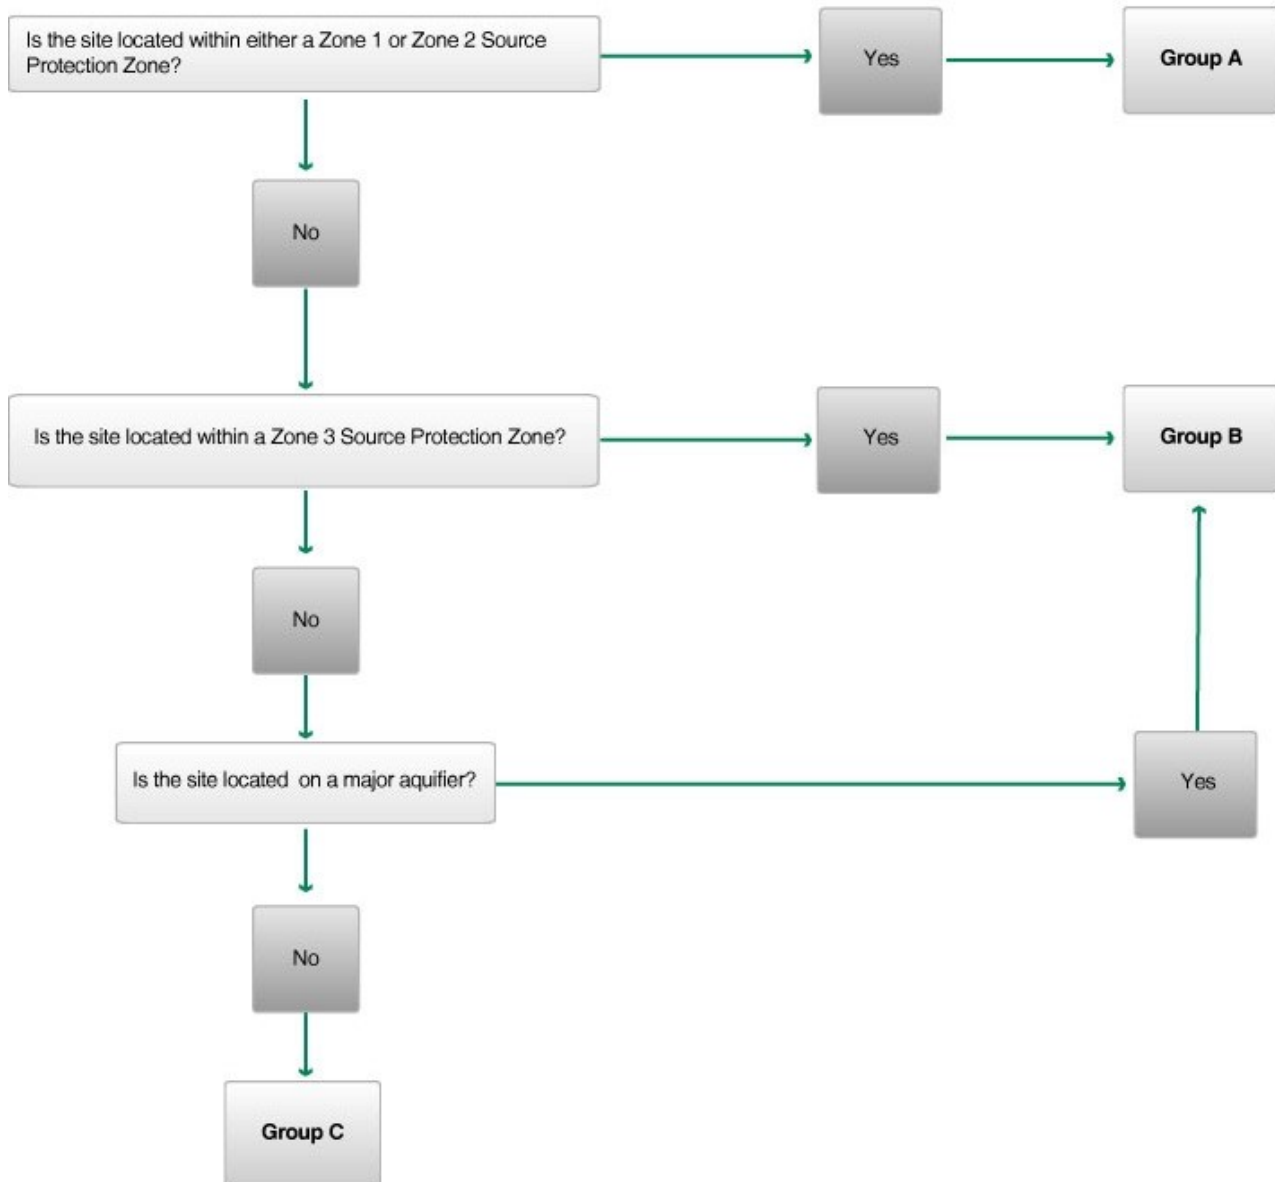 Is the site located within either a Zone 1 or Zone 2 Source
Protection Zone?
Yes
Group A
No
Is the site located within a Zone 3 Source Protection Zone?
Yes
Group B
No
Is the site located on a major aquifier?
Yes
No
Group C